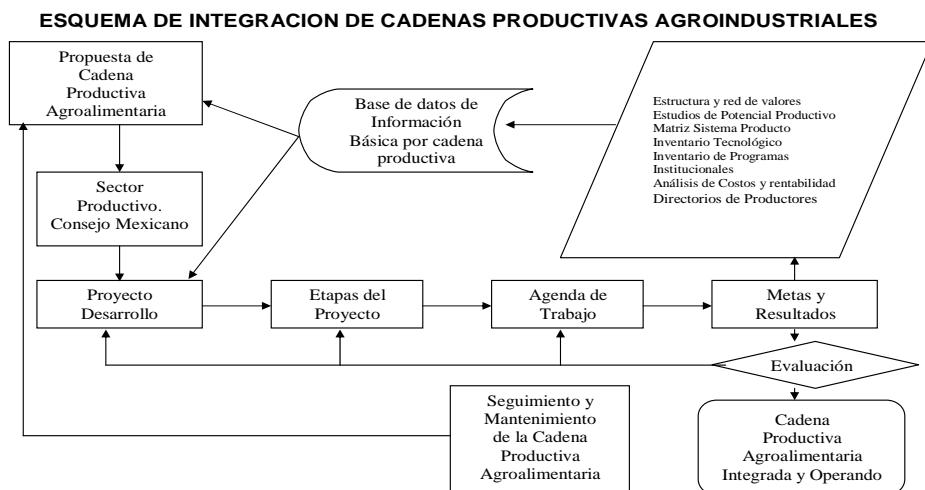 ESQUEMA DE INTEGRACION DE CADENAS PRODUCTIVAS AGROINDUSTRIALES
Propuesta de
Cadena
Productiva
Agroalimentaria
Base de datos de
Información
Básica por cadena
productiva
Estructura y red de valores
Estudios de Potencial Productivo
Matriz Sistema Producto
Inventario Tecnológico
Inventario de Programas
Institucionales
Análisis de Costos y rentabilidad
Directorios de Productores
Sector
Productivo.
Consejo Mexicano
Proyecto
Desarrollo
Etapas del
Proyecto
Agenda de
Trabajo
Metas y
Resultados
Evaluación
Seguimiento y
Mantenimiento
de la Cadena
Productiva
Agroalimentaria
Cadena
Productiva
Agroalimentaria
Integrada y Operando